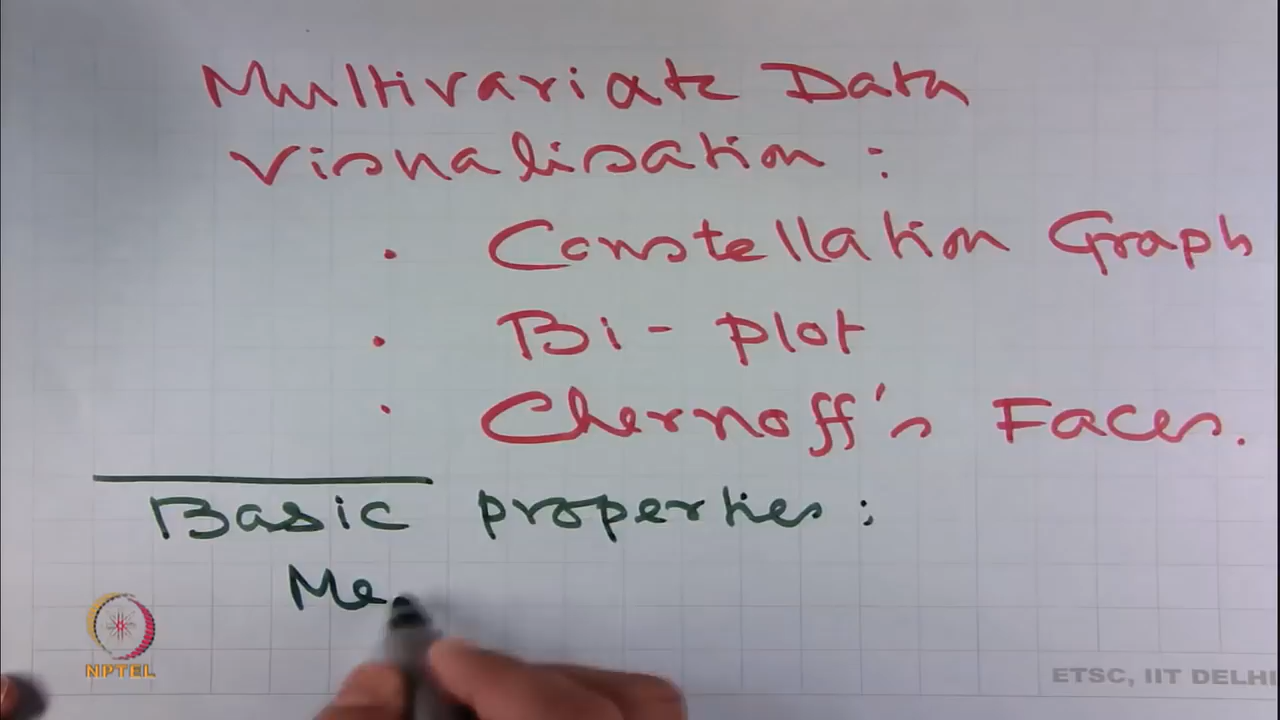 Multivariate Data
Visualisation :
. Constellation Graph
. Bi - plot
. Chernoff's Faces.
Basic properties :
Me
NPTEL
ETSC, IIT DELHI